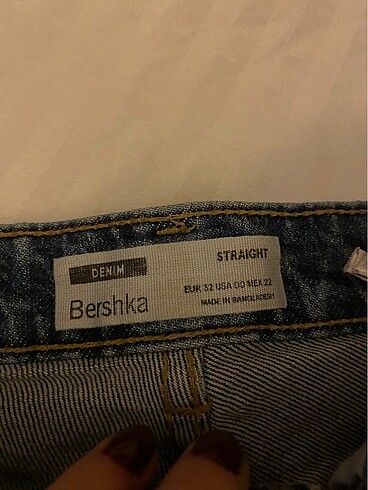 DENIM
STRAIGHT
Bershka
EUR 32 USA 00 MEX 22
MADE IN BANGLADESH